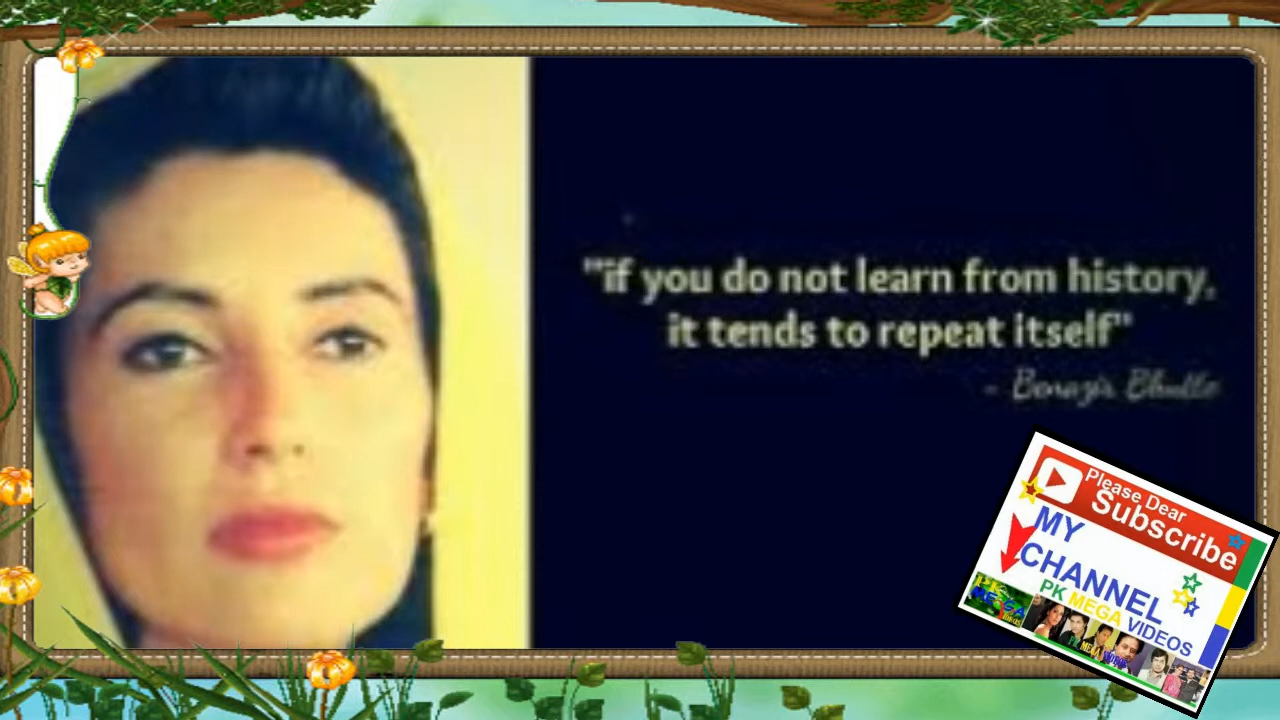 "if you do not learn from history,
it tends to repeat itself"
- Benazir Bhutto
Please Dear
Subscribe
MY
CHANNEL
PK MEGA
VIDEOS